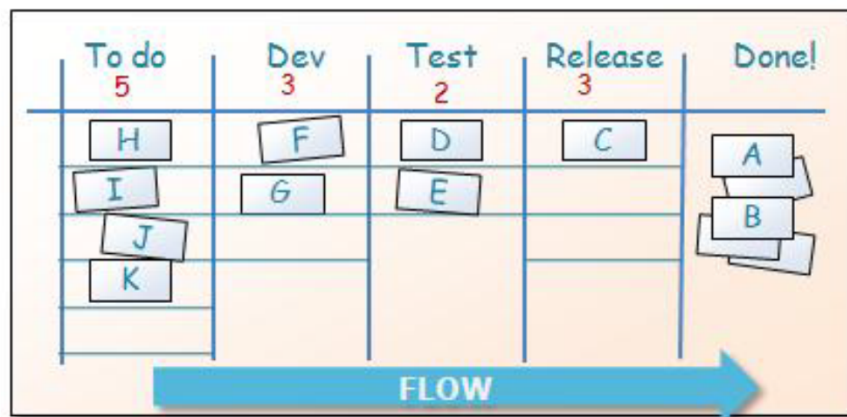 To do Dev Test Release Done!
5 3 2 3
H F D C A
I G E
J B
K
FLOW